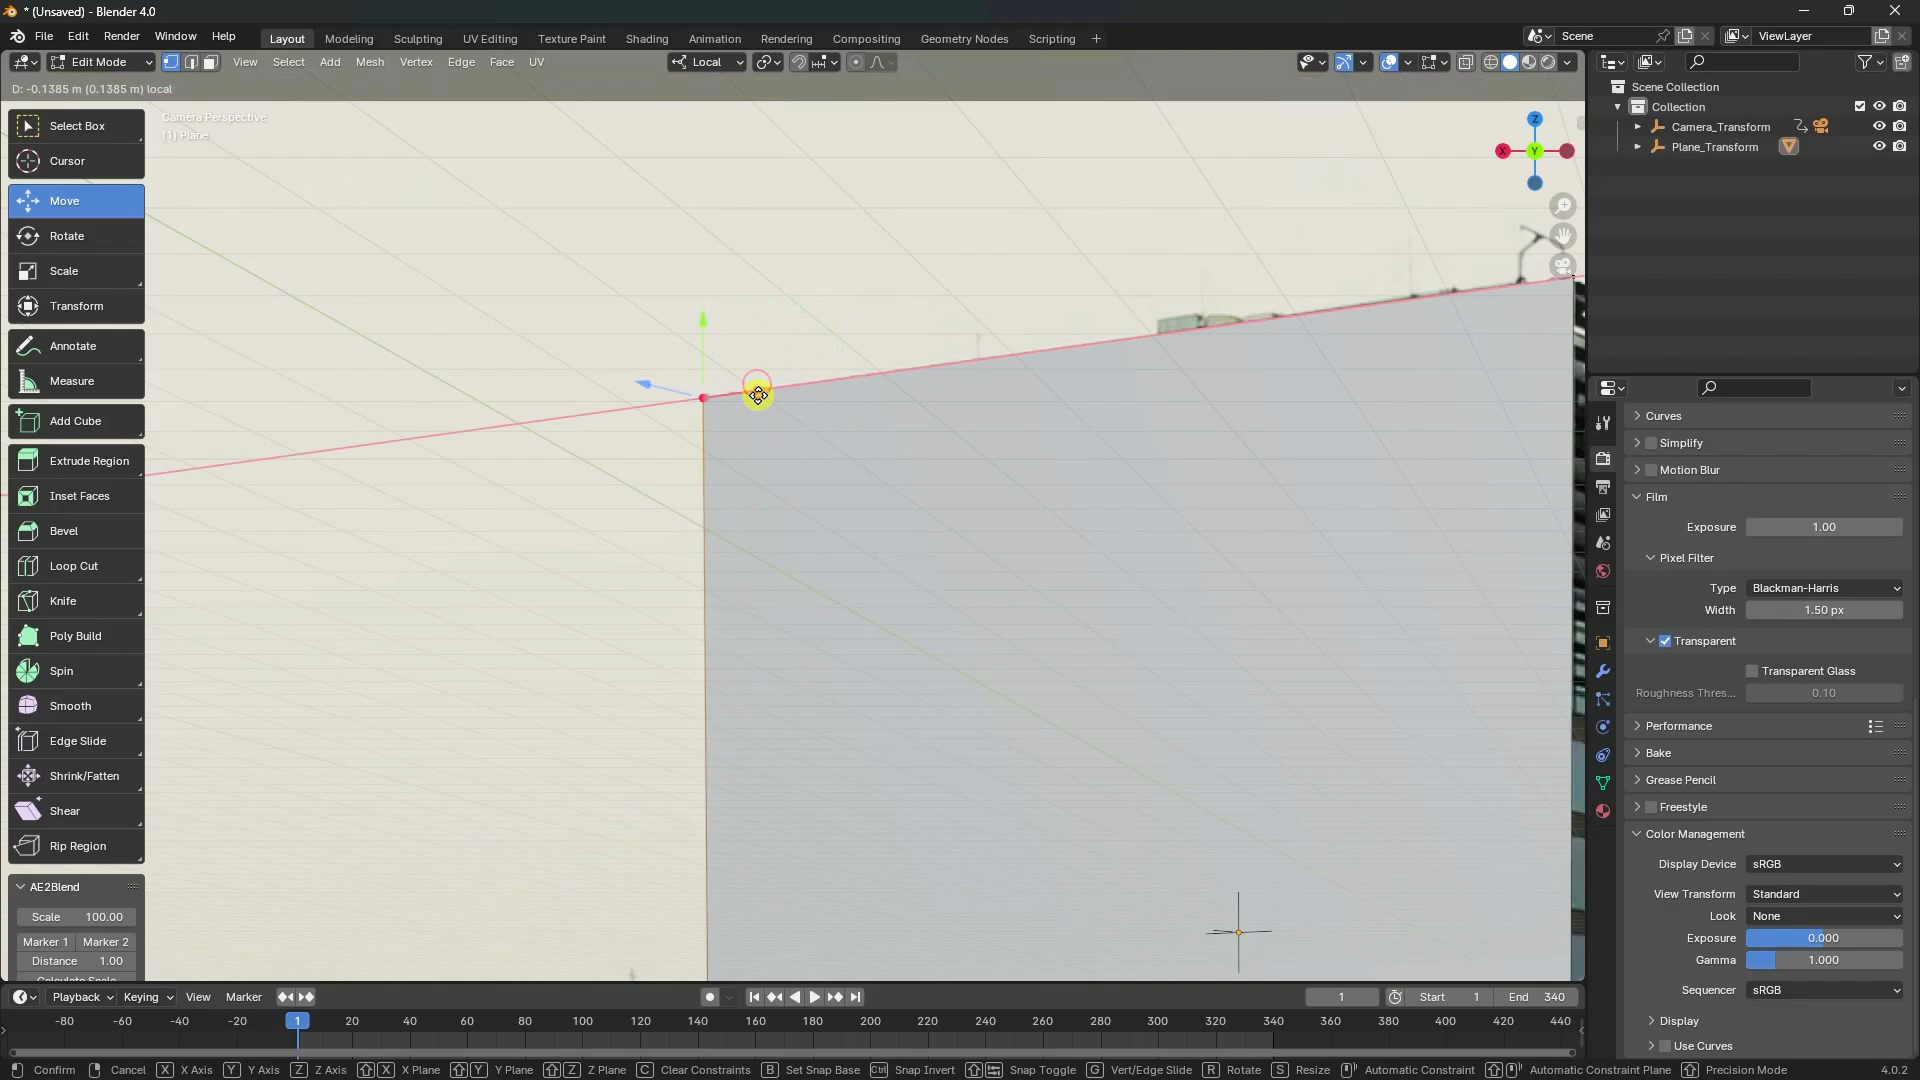 * (Unsaved) - Blender 4.0
File Edit Render Window Help
Layout Modeling Sculpting UV Editing Texture Paint Shading Animation Rendering Compositing Geometry Nodes Scripting +
Scene
ViewLayer
Edit Mode
View Select Add Mesh Vertex Edge Face UV
Local
D: -0.1385 m (0.1385 m) local
Camera Perspective
(1) Plane
Select Box
Cursor
Move
Rotate
Scale
Transform
Annotate
Measure
Add Cube
Extrude Region
Inset Faces
Bevel
Loop Cut
Knife
Poly Build
Spin
Smooth
Edge Slide
Shrink/Fatten
Shear
Rip Region
AE2Blend
Scale 100.00
Marker 1 Marker 2
Distance 1.00
Calculate Scale
Z
X
Y
Scene Collection
Collection
Camera_Transform
Plane_Transform
Curves
Simplify
Motion Blur
Film
Exposure 1.00
Pixel Filter
Type Blackman-Harris
Width 1.50 px
Transparent
Transparent Glass
Roughness Thres... 0.10
Performance
Bake
Grease Pencil
Freestyle
Color Management
Display Device sRGB
View Transform Standard
Look None
Exposure 0.000
Gamma 1.000
Sequencer sRGB
Display
Use Curves
Playback Keying View Marker
1 Start 1 End 340
-80 -60 -40 -20 1 20 40 60 80 100 120 140 160 180 200 220 240 260 280 300 320 340 360 380 400 420 440
Confirm Cancel X X Axis Y Y Axis Z Z Axis X X Plane Y Y Plane Z Z Plane C Clear Constraints B Set Snap Base Ctrl Snap Invert Snap Toggle G Vert/Edge Slide R Rotate S Resize Automatic Constraint Automatic Constraint Plane Precision Mode 4.0.2